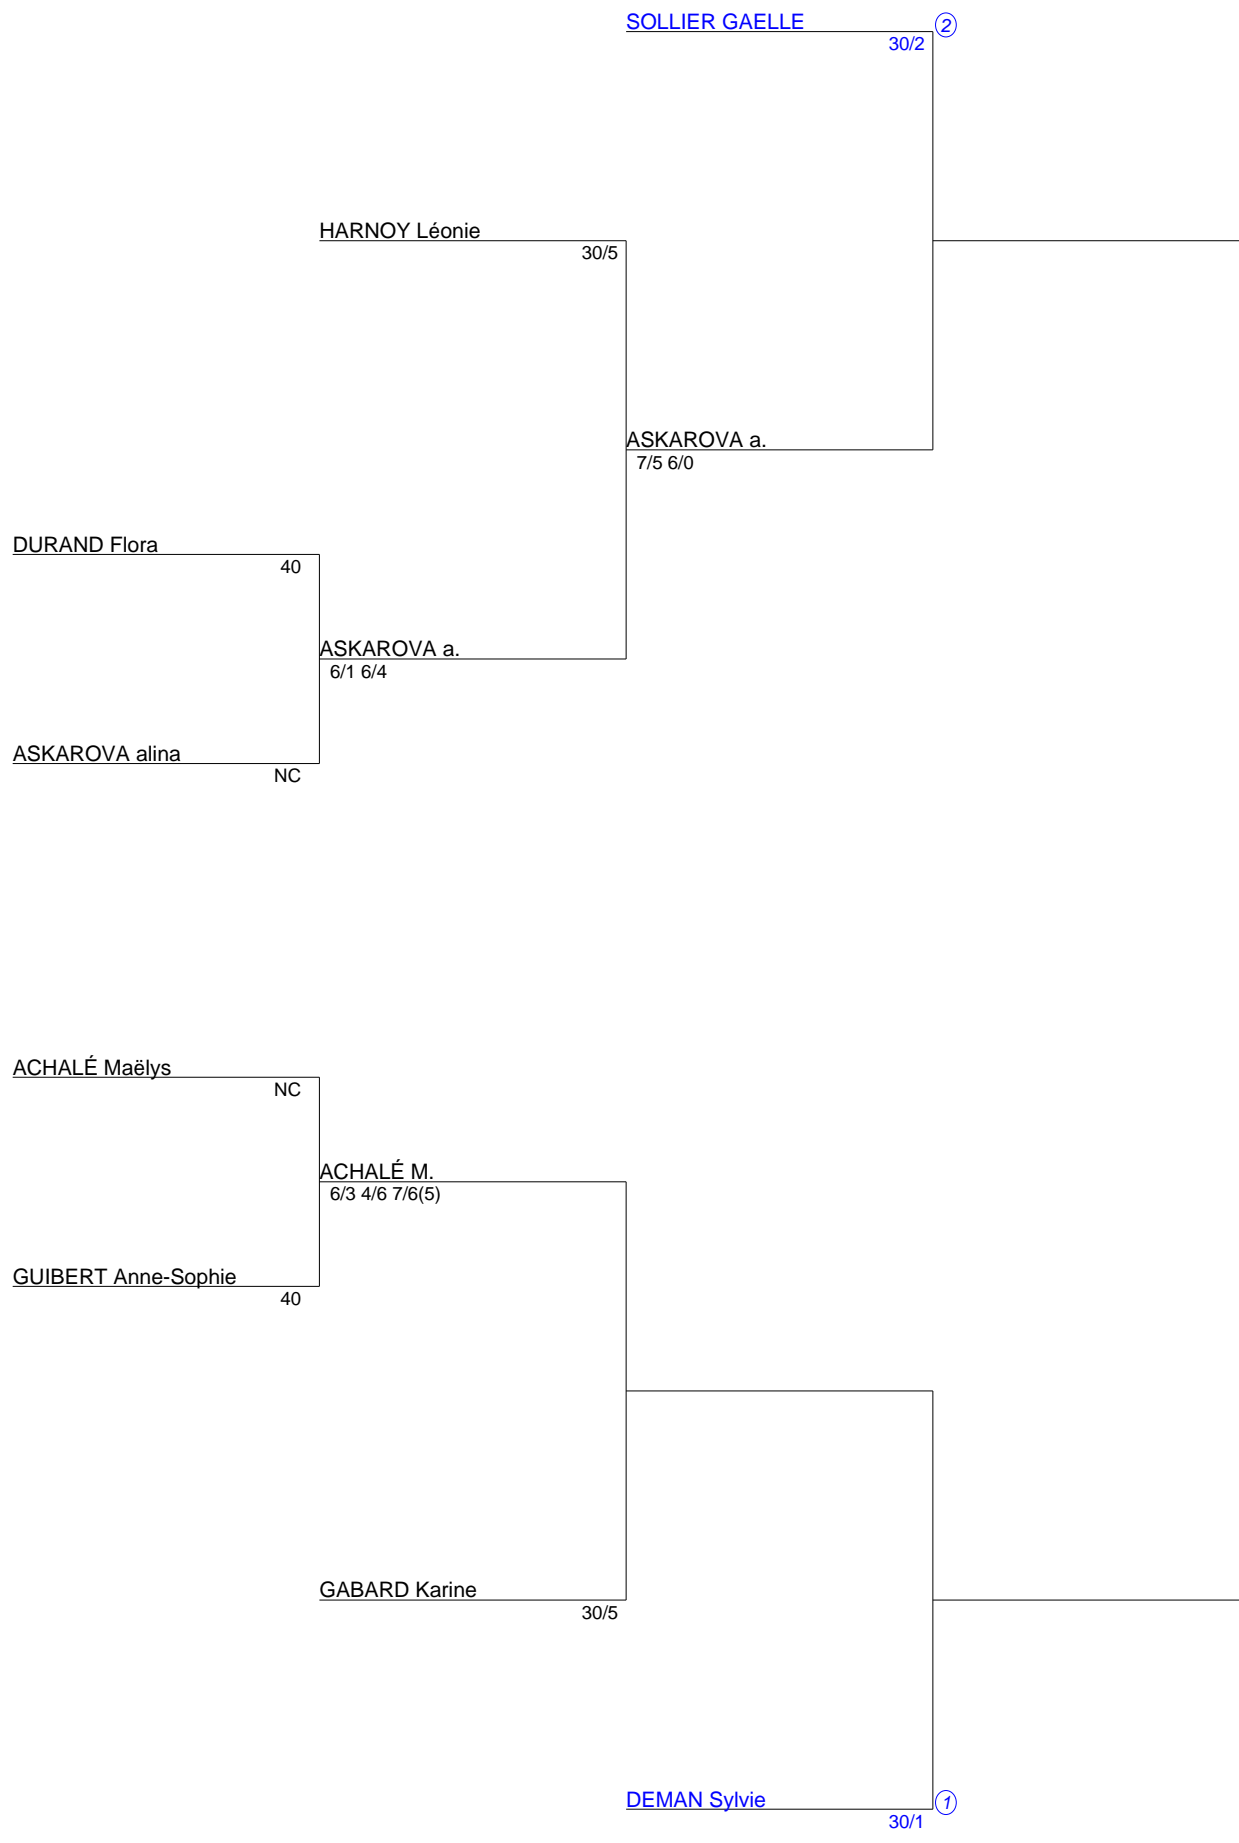 SOLLIER GAELLE
2
30/2
HARNOY Léonie
30/5
ASKAROVA a.
7/5 6/0
DURAND Flora
40
ASKAROVA a.
6/1 6/4
ASKAROVA alina
NC
ACHALÉ Maëlys
NC
ACHALÉ M.
6/3 4/6 7/6(5)
GUIBERT Anne-Sophie
40
GABARD Karine
30/5
DEMAN Sylvie
1
30/1